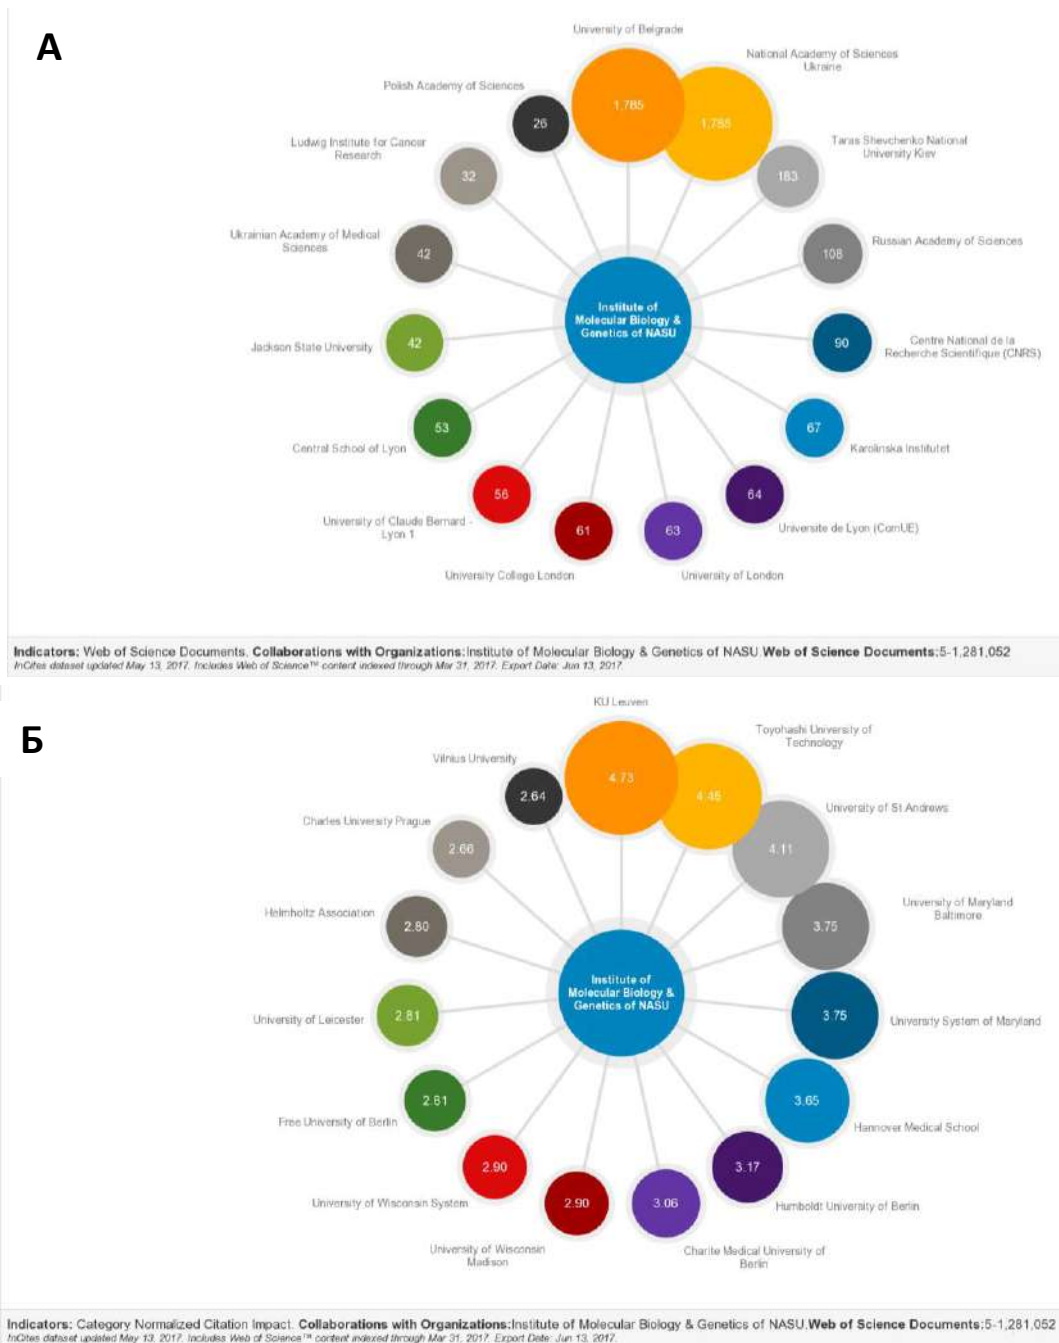 А
University of Belgrade
1,785
National Academy of Sciences
Ukraine
1,785
Taras Shevchenko National
University Kiev
183
Russian Academy of Sciences
108
Centre National de la
Recherche Scientifique (CNRS)
90
Karolinska Institutet
67
Universite de Lyon (ComUE)
64
University of London
63
University College London
61
University of Claude Bernard -
Lyon 1
56
Central School of Lyon
53
Jackson State University
42
Ukrainian Academy of Medical
Sciences
42
Ludwig Institute for Cancer
Research
32
Polish Academy of Sciences
26
Institute of
Molecular Biology &
Genetics of NASU
Indicators: Web of Science Documents. Collaborations with Organizations:Institute of Molecular Biology & Genetics of NASU.Web of Science Documents:5-1,281,052
InCites dataset updated May 13, 2017. Includes Web of Science™ content indexed through Mar 31, 2017. Export Date: Jun 13, 2017.
Б
KU Leuven
4.73
Toyohashi University of
Technology
4.45
University of St Andrews
4.11
University of Maryland
Baltimore
3.75
University System of Maryland
3.75
Hannover Medical School
3.65
Humboldt University of Berlin
3.17
Charite Medical University of
Berlin
3.06
University of Wisconsin
Madison
2.90
University of Wisconsin System
2.90
Free University of Berlin
2.81
University of Leicester
2.81
Helmholtz Association
2.80
Charles University Prague
2.66
Vilnius University
2.64
Institute of
Molecular Biology &
Genetics of NASU
Indicators: Category Normalized Citation Impact. Collaborations with Organizations:Institute of Molecular Biology & Genetics of NASU.Web of Science Documents:5-1,281,052
InCites dataset updated May 13, 2017. Includes Web of Science™ content indexed through Mar 31, 2017. Export Date: Jun 13, 2017.